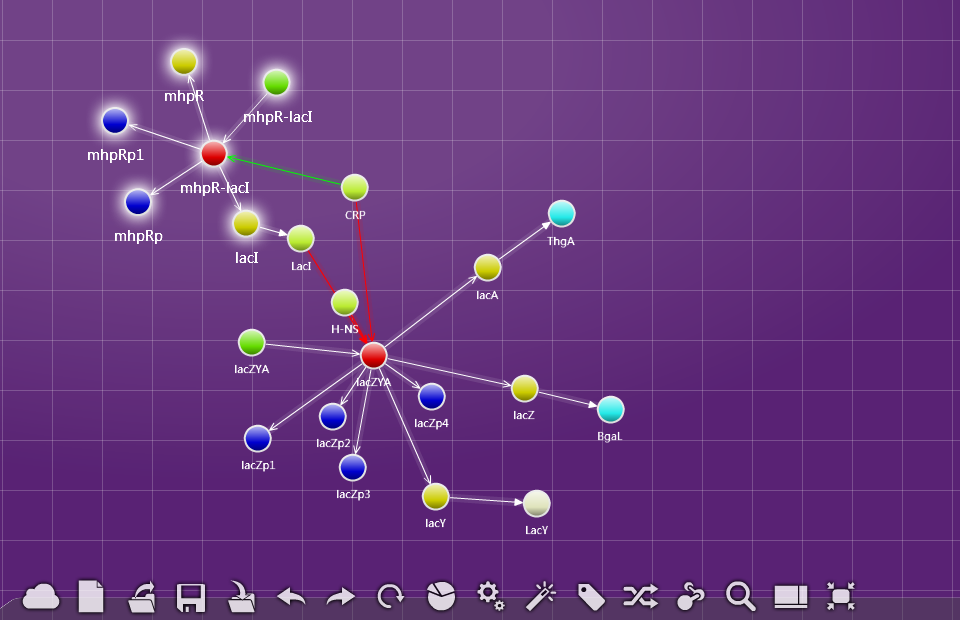 mhpR
mhpR-lacI
mhpRp1
mhpR-lacI
CRP
mhpRp
lacI
LacI
ThgA
lacA
H-NS
lacZYA
lacZYA
lacZ
lacZp4
BgaL
lacZp2
lacZp1
lacZp3
lacY
LacY